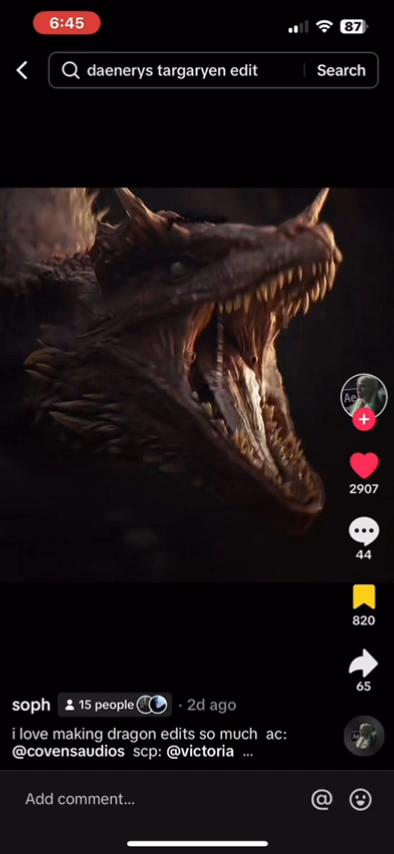 6:45
87
daenerys targaryen edit
Search
Ae
+
2907
44
820
65
soph 15 people · 2d ago
i love making dragon edits so much ac:
@covensaudios scp: @victoria ...
Add comment...
@